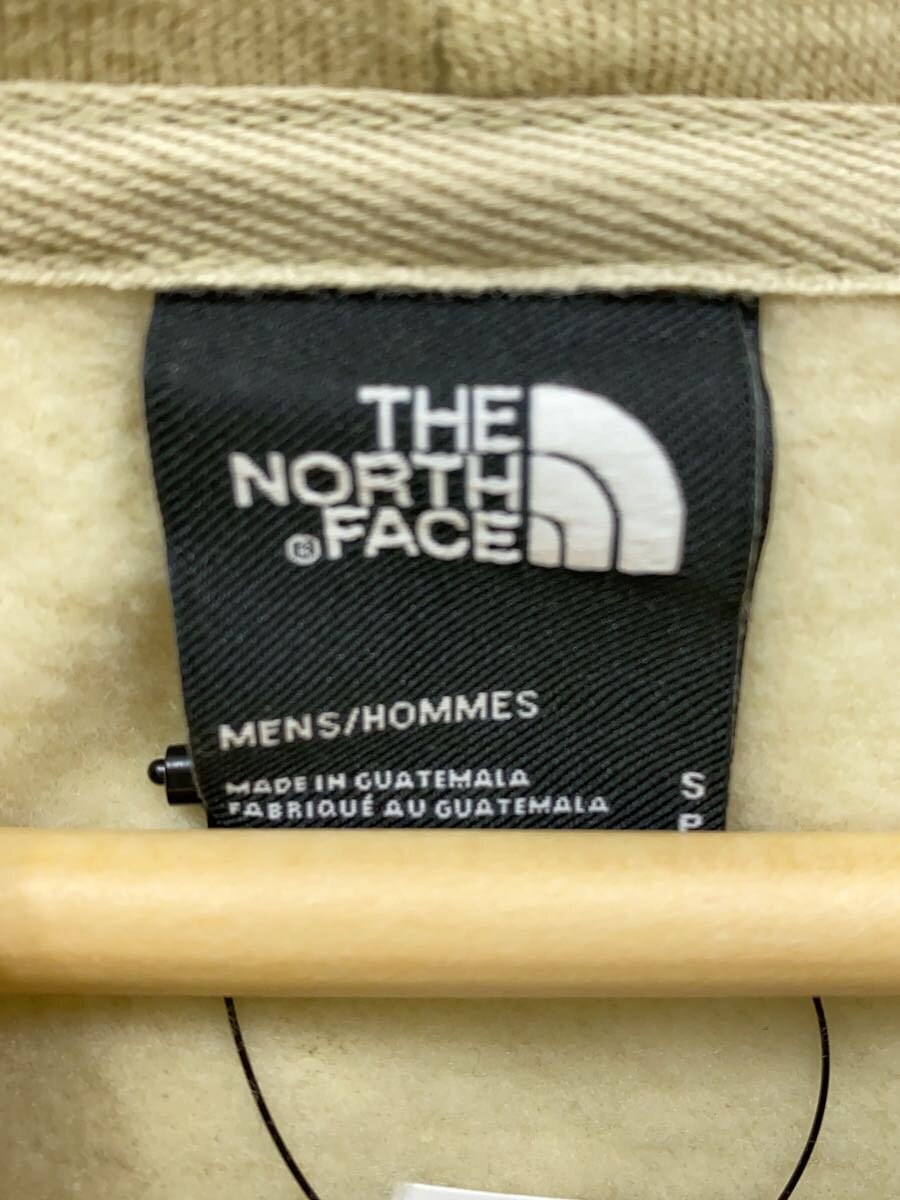 THE
NORTH
®FACE
MENS/HOMMES
MADE IN GUATEMALA
FABRIQUÉ AU GUATEMALA
S
P